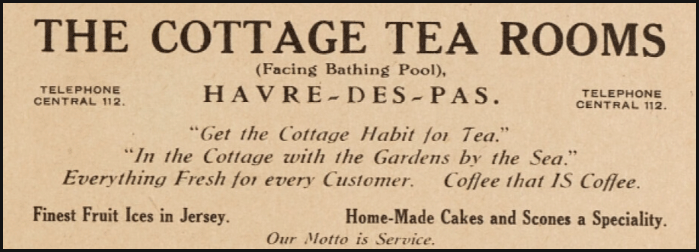 THE COTTAGE TEA ROOMS
(Facing Bathing Pool),
TELEPHONE CENTRAL 112.
HAVRE-DES-PAS.
TELEPHONE CENTRAL 112.
"Get the Cottage Habit for Tea."
"In the Cottage with the Gardens by the Sea."
Everything Fresh for every Customer. Coffee that IS Coffee.
Finest Fruit Ices in Jersey. Home-Made Cakes and Scones a Speciality.
Our Motto is Service.